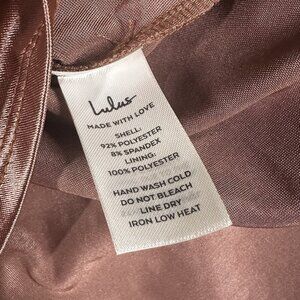 Lulus
MADE WITH LOVE
SHELL:
92% POLYESTER
8% SPANDEX
LINING:
100% POLYESTER
HAND WASH COLD
DO NOT BLEACH
LINE DRY
IRON LOW HEAT